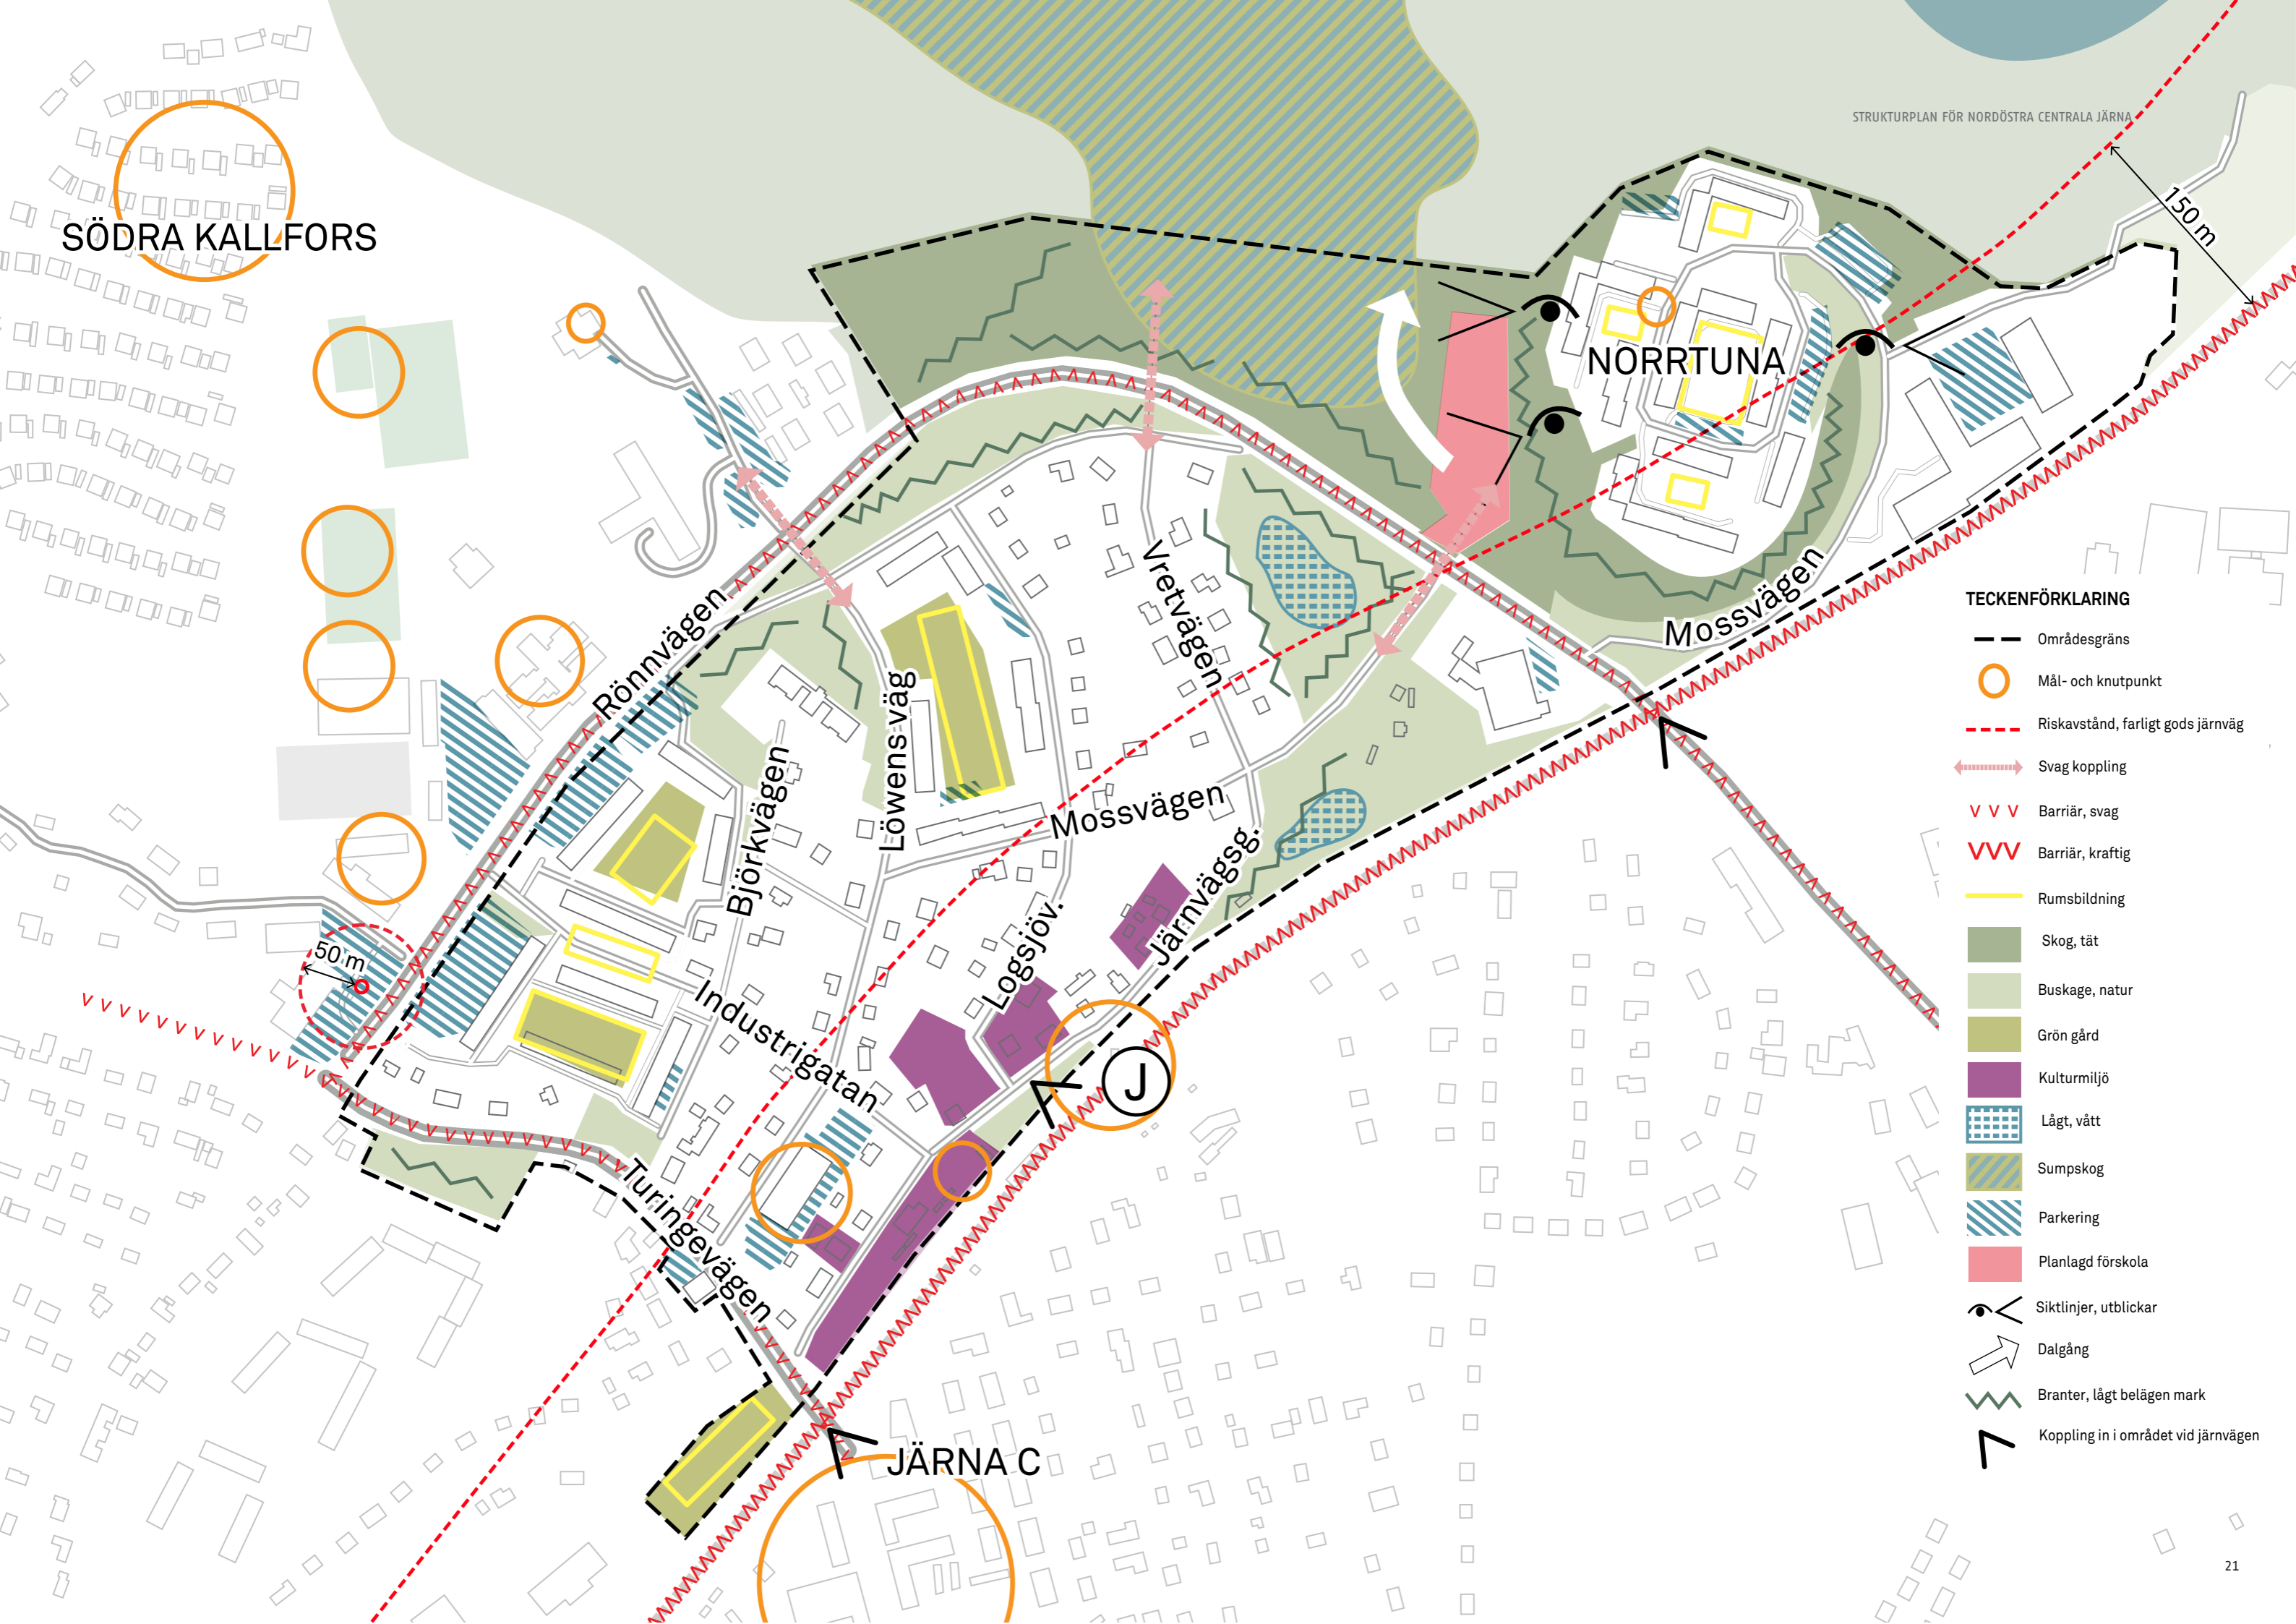 STRUKTURPLAN FÖR NORDÖSTRA CENTRALA JÄRNA
150 m
SÖDRA KALLFORS
NORRTUNA
Rönnvägen
Vretvägen
Mossvägen
Löwens väg
Björkvägen
Mossvägen
Järnvägsg.
Logsjöv.
50 m
Industrigatan
J
Turingevägen
JÄRNA C
TECKENFÖRKLARING
Områdesgräns
Mål- och knutpunkt
Riskavstånd, farligt gods järnväg
Svag koppling
Barriär, svag
Barriär, kraftig
Rumsbildning
Skog, tät
Buskage, natur
Grön gård
Kulturmiljö
Lågt, vått
Sumpskog
Parkering
Planlagd förskola
Siktlinjer, utblickar
Dalgång
Branter, lågt belägen mark
Koppling in i området vid järnvägen
21